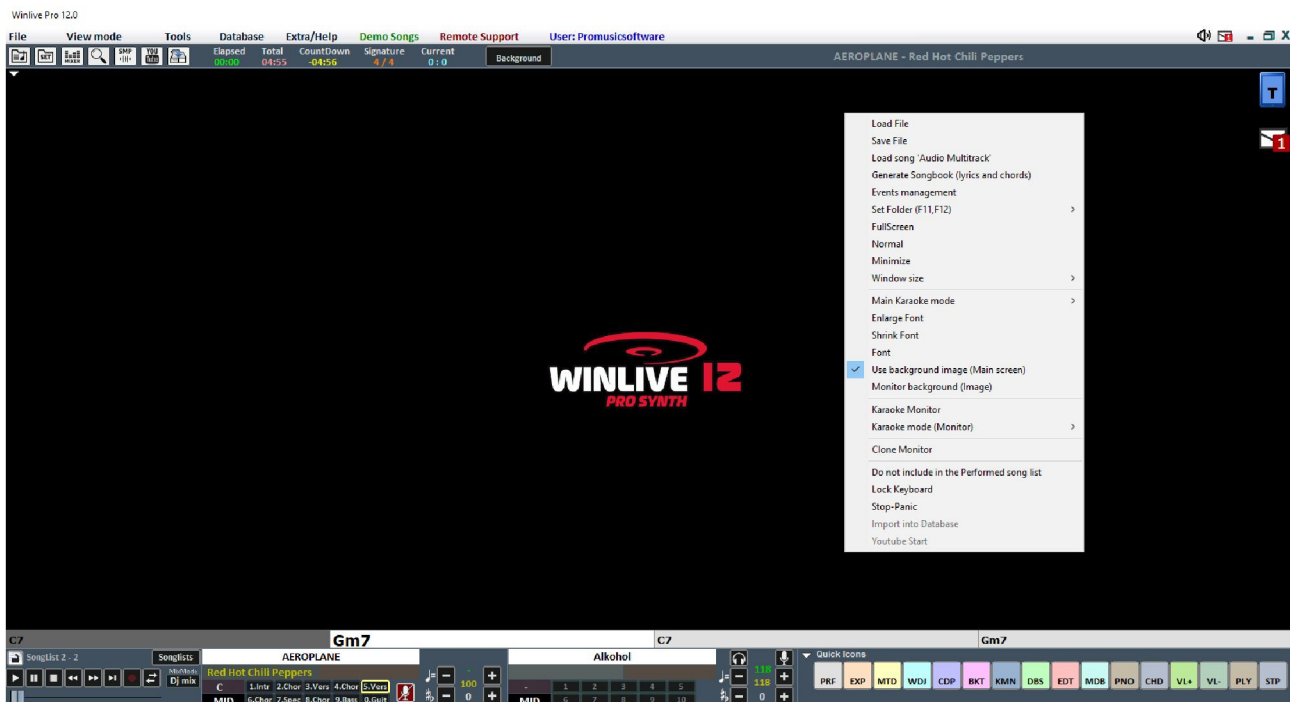 Winlive Pro 12.0
File View mode Tools Database Extra/Help Demo Songs Remote Support User: Promusicsoftware
SET MIXER SMP YOU Tube
Elapsed Total CountDown Signature Current
00:00 04:55 -04:56 4 / 4 0 : 0
Background
AEROPLANE - Red Hot Chili Peppers
T
1
Load File
Save File
Load song 'Audio Multitrack'
Generate Songbook (lyrics and chords)
Events management
Set Folder (F11,F12)
FullScreen
Normal
Minimize
Window size
Main Karaoke mode
Enlarge Font
Shrink Font
Font
Use background image (Main screen)
Monitor background (Image)
Karaoke Monitor
Karaoke mode (Monitor)
Clone Monitor
Do not include in the Performed song list
Lock Keyboard
Stop-Panic
Import into Database
Youtube Start
WINLIVE 12
PRO SYNTH
C7 Gm7 C7 Gm7
SongList 2 - 2 Songlists AEROPLANE Alkohol Quick Icons
Dj mix
Red Hot Chili Peppers
C 1.Intr 2.Chor 3.Vers 4.Chor 5.Vers
MID 6.Chor 7.Spec 8.Chor 9.Bass 0.Guit
- 100 +
- 0 +
- 1 2 3 4 5
MID 6 7 8 9 10
118
- 118 +
- 0 +
PRF EXP MTD WDJ CDP BKT KMN DBS EDT MDB PNO CHD VL+ VL- PLY STP